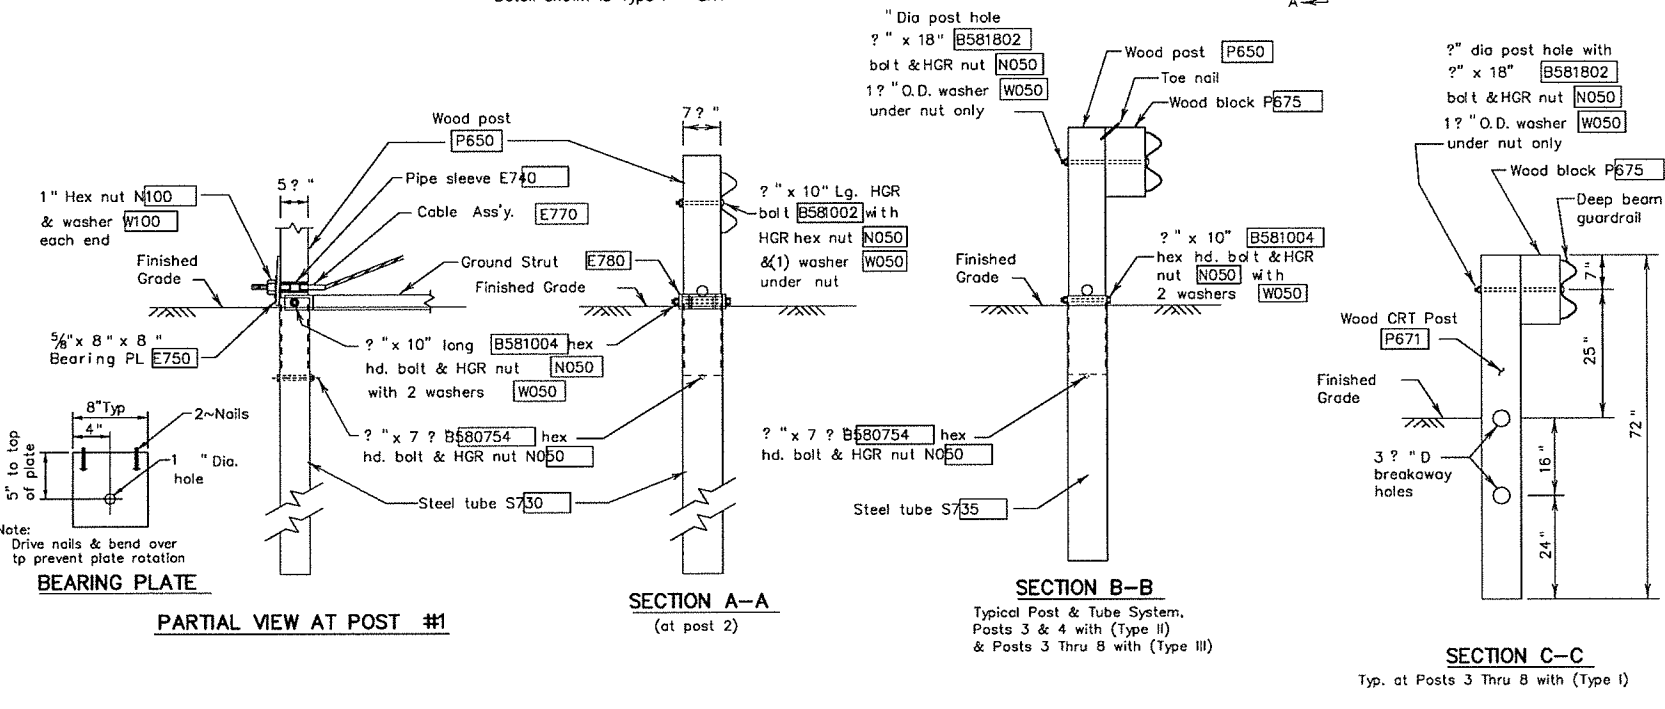 A
1" Hex nut N100
& washer W100
each end
Finished
Grade
5/8"x 8 " x 8 "
Bearing PL E750
8"Typ
4"
5" to top
of plate
2~Nails
1 " Dia.
hole
Note:
Drive nails & bend over
tp prevent plate rotation
BEARING PLATE
5 ? "
Wood post
P650
Pipe sleeve E740
Cable Ass'y. E770
Ground Strut E780
Finished Grade
? " x 10" long B581004 hex
hd. bolt & HGR nut N050
with 2 washers W050
? " x 7 ? " B580754 hex
hd. bolt & HGR nut N050
Steel tube S730
PARTIAL VIEW AT POST #1
7 ? "
? " x 10" Lg. HGR
bolt B581002 with
HGR hex nut N050
&(1) washer W050
under nut
SECTION A-A
(at post 2)
" Dia post hole
? " x 18" B581802
bolt & HGR nut N050
1 ? " O.D. washer W050
under nut only
Wood post P650
Toe nail
Wood block P675
Finished
Grade
? " x 10" B581004
hex hd. bolt & HGR
nut N050 with
2 washers W050
? " x 7 ? " B580754 hex
hd. bolt & HGR nut N050
Steel tube S735
SECTION B-B
Typical Post & Tube System,
Posts 3 & 4 with (Type II)
& Posts 3 Thru 8 with (Type III)
?" dia post hole with
?" x 18" B581802
bolt & HGR nut N050
1 ? " O.D. washer W050
under nut only
Wood block P675
Deep beam
guardrail
Wood CRT Post
P671
Finished
Grade
3 ? " D
breakaway
holes
7"
25"
16"
24"
72"
SECTION C-C
Typ. at Posts 3 Thru 8 with (Type I)